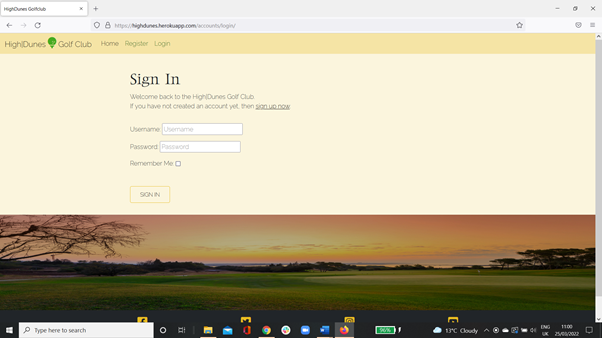 HighDunes Golfclub
https://highdunes.herokuapp.com/accounts/login/
High|Dunes Golf Club Home Register Login
Sign In
Welcome back to the High|Dunes Golf Club.
If you have not created an account yet, then sign up now!
Username: Username
Password: Password
Remember Me:
SIGN IN
Type here to search
96%
13°C Cloudy
ENG
UK
11:00
25/03/2022